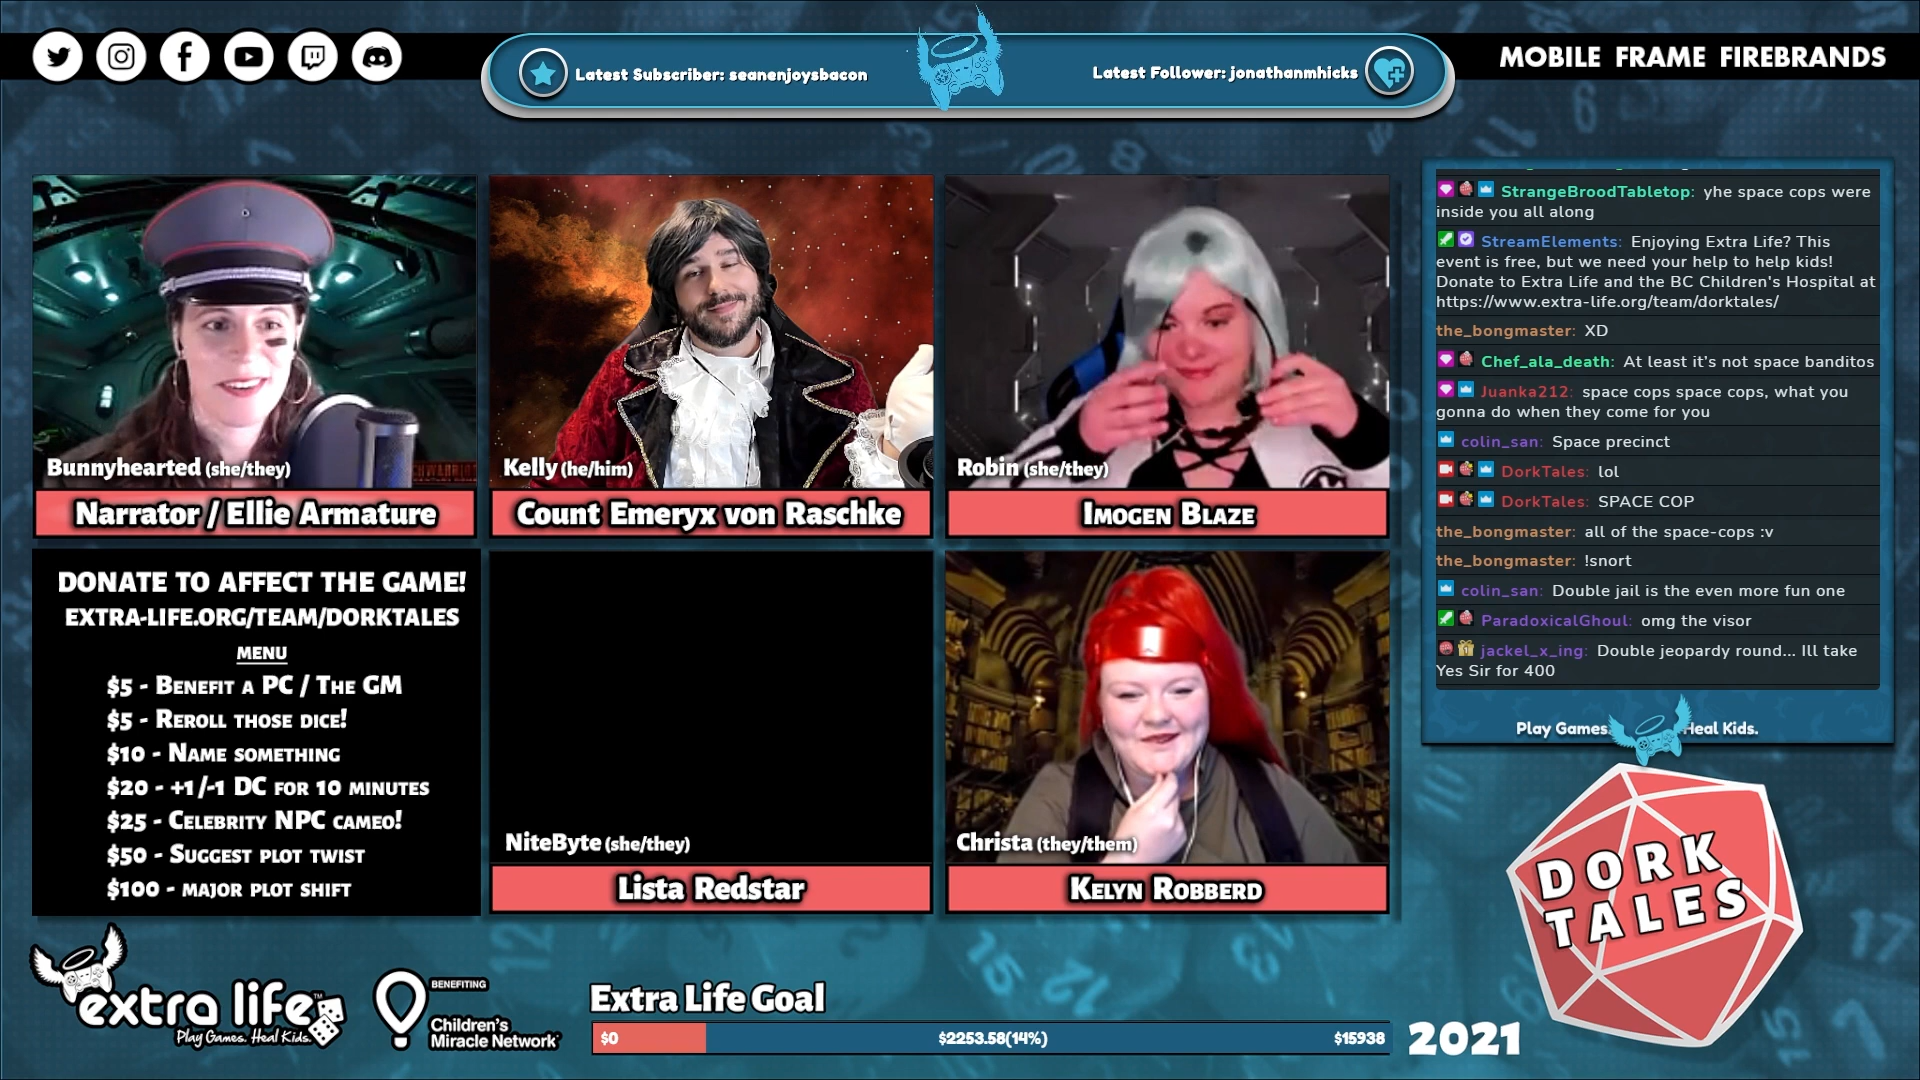 Latest Subscriber: seanenjoysbacon
Latest Follower: jonathanmhicks
MOBILE FRAME FIREBRANDS
Bunnyhearted (she/they)
Narrator / Ellie Armature
Kelly (he/him)
Count Emeryx von Raschke
Robin (she/they)
Imogen Blaze
DONATE TO AFFECT THE GAME!
EXTRA-LIFE.ORG/TEAM/DORKTALES
MENU
$5 - Benefit a PC / The GM
$5 - Reroll those dice!
$10 - Name something
$20 - +1/-1 DC for 10 minutes
$25 - Celebrity NPC cameo!
$50 - Suggest plot twist
$100 - major plot shift
NiteByte (she/they)
Lista Redstar
Christa (they/them)
Kelyn Robberd
StrangeBroodTabletop: yhe space cops were
inside you all along
StreamElements: Enjoying Extra Life? This
event is free, but we need your help to help kids!
Donate to Extra Life and the BC Children's Hospital at
https://www.extra-life.org/team/dorktales/
the_bongmaster: XD
Chef_ala_death: At least it's not space banditos
Juanka212: space cops space cops, what you
gonna do when they come for you
colin_san: Space precinct
DorkTales: lol
DorkTales: SPACE COP
the_bongmaster: all of the space-cops :v
the_bongmaster: !snort
colin_san: Double jail is the even more fun one
ParadoxicalGhoul: omg the visor
jackel_x_ing: Double jeopardy round... Ill take
Yes Sir for 400
Play Games. Heal Kids.
DORK
TALES
extra life™
Play Games. Heal Kids.
BENEFITING
Children's
Miracle Network
Extra Life Goal
$0
$2253.58(14%)
$15938
2021